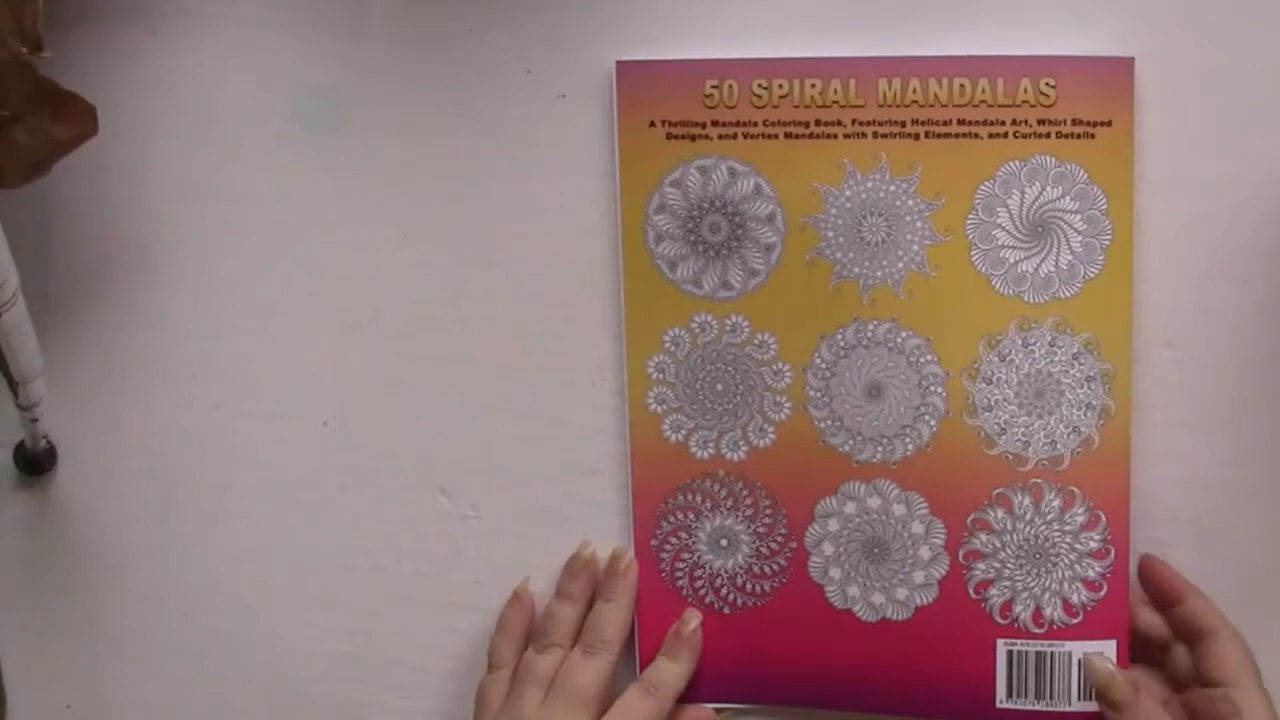 50 SPIRAL MANDALAS
A Thrilling Mandala Coloring Book, Featuring Helical Mandala Art, Whirl Shaped
Designs, and Vortex Mandalas with Swirling Elements, and Curled Details